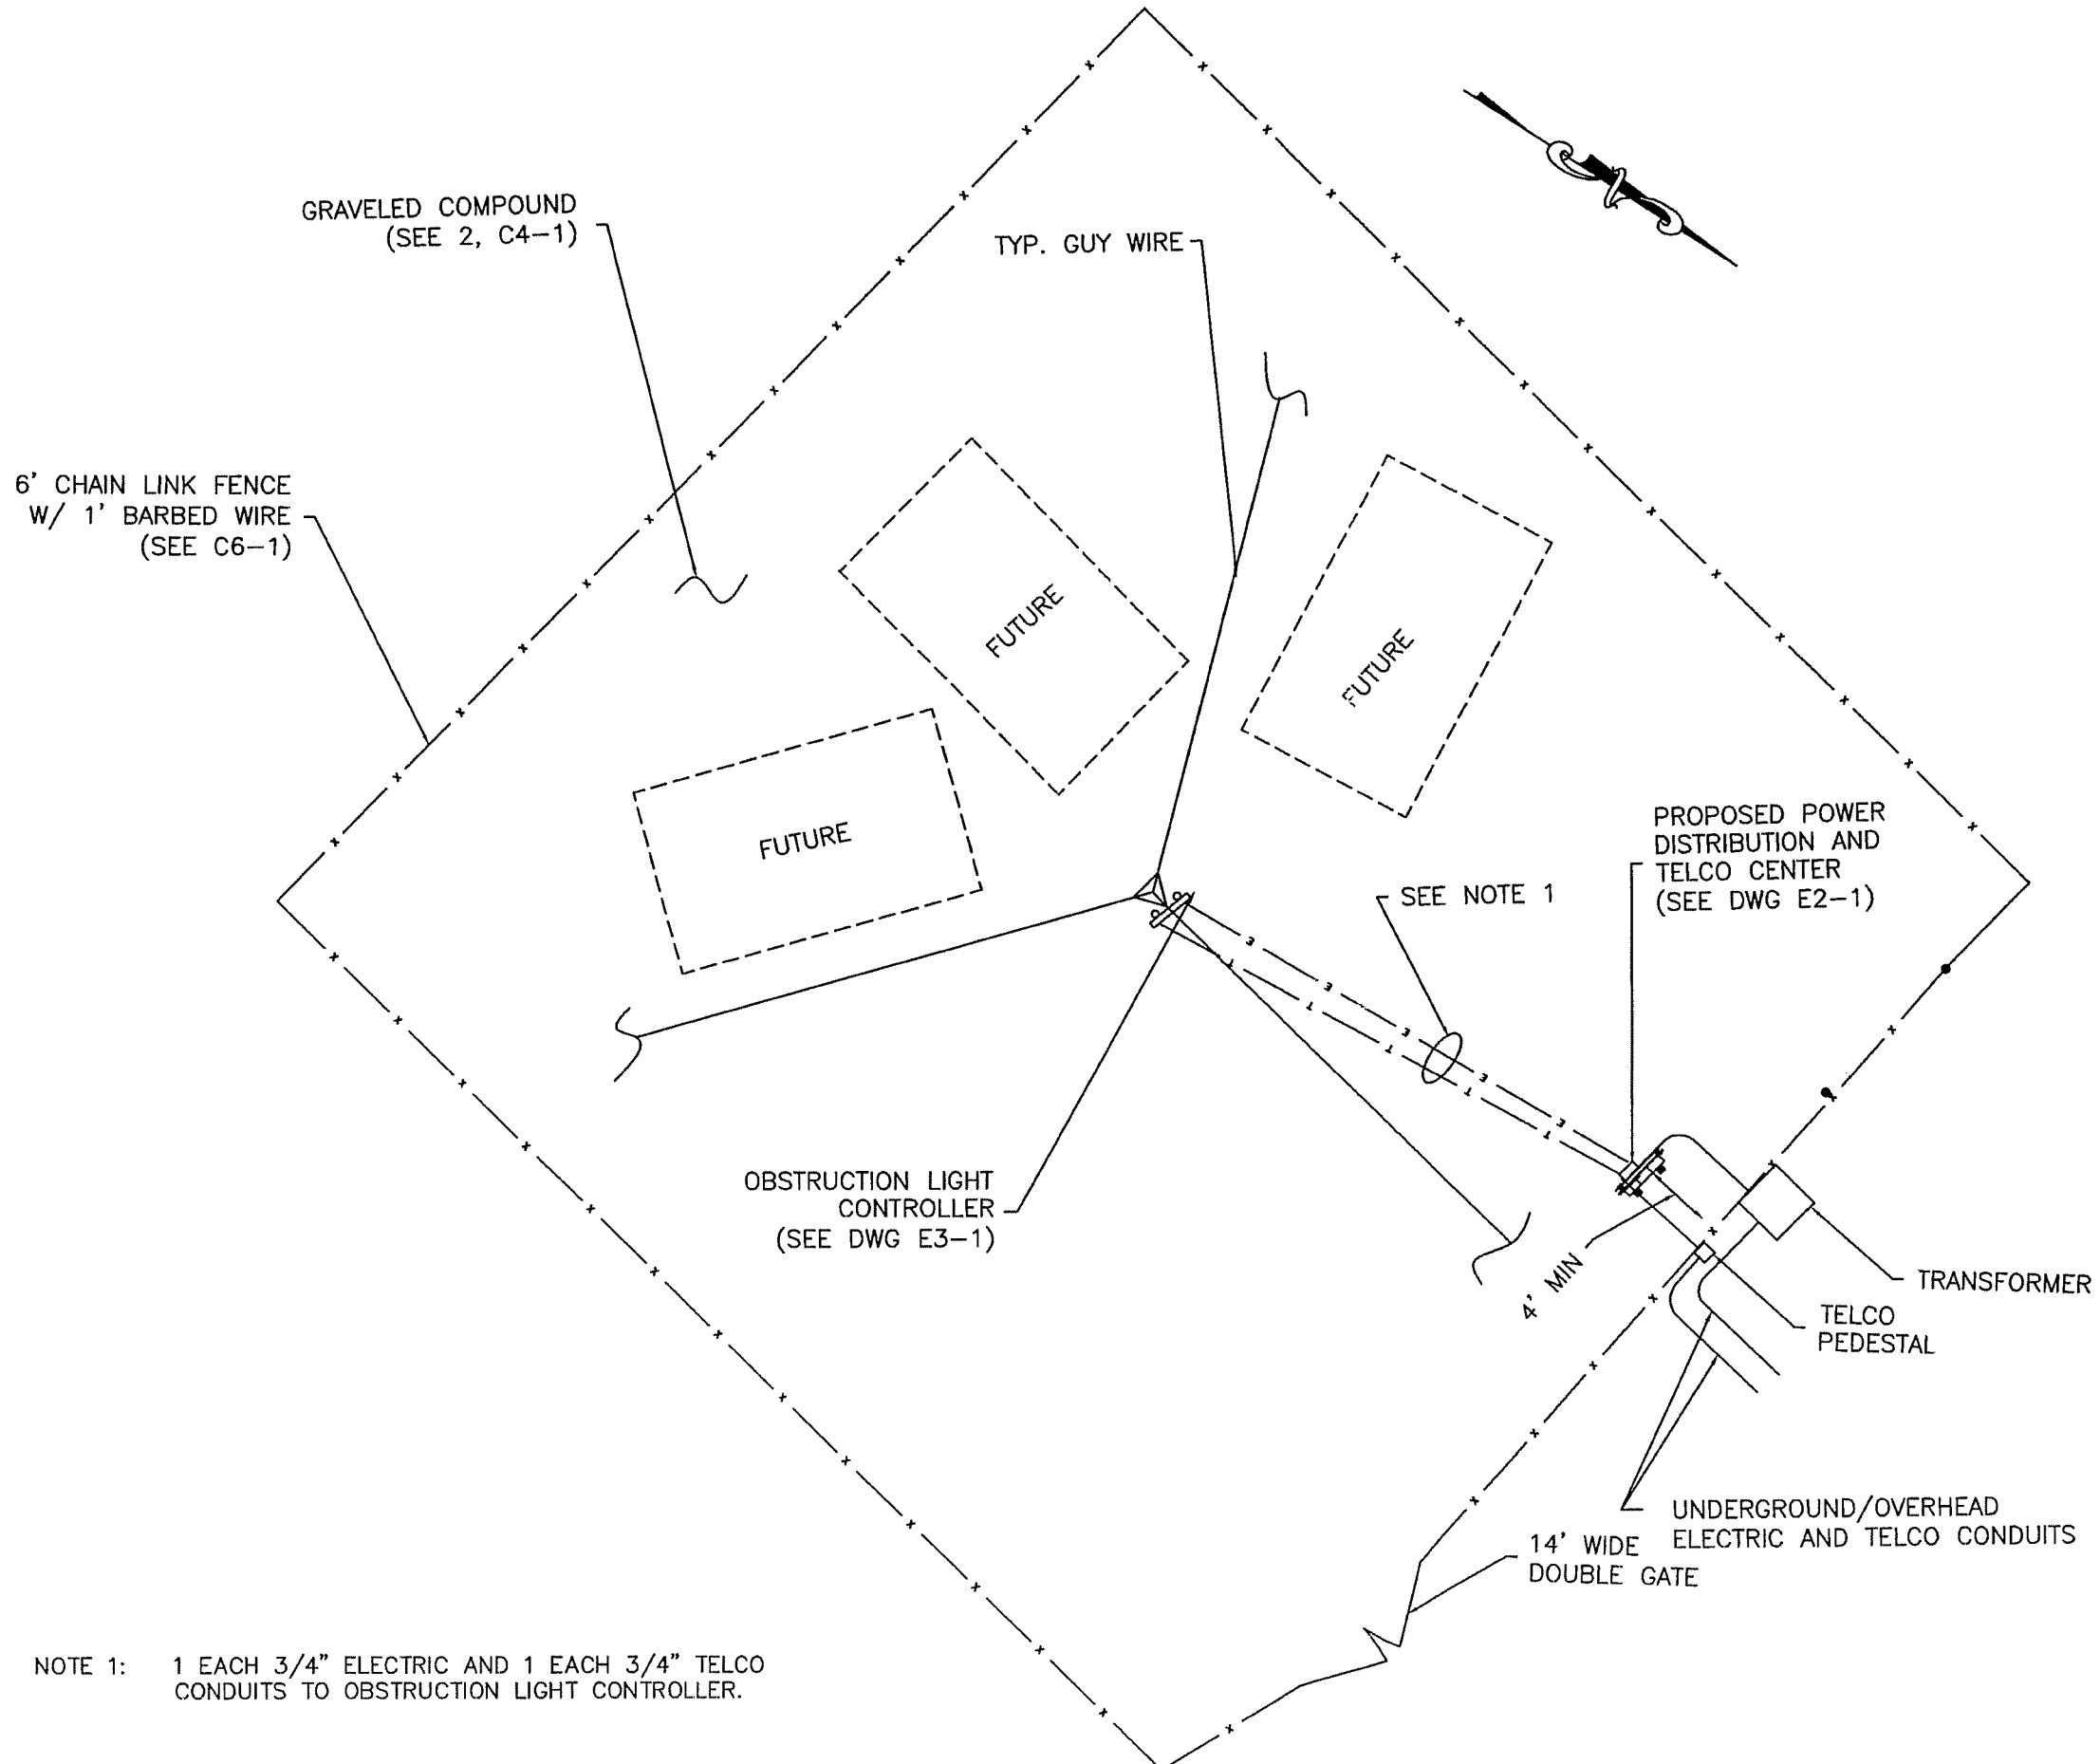 GRAVELED COMPOUND
(SEE 2, C4-1)
TYP. GUY WIRE
6' CHAIN LINK FENCE
W/ 1' BARBED WIRE
(SEE C6-1)
FUTURE
FUTURE
FUTURE
PROPOSED POWER
DISTRIBUTION AND
TELCO CENTER
(SEE DWG E2-1)
SEE NOTE 1
E
T
E
T
E
T
E
T
E
T
OBSTRUCTION LIGHT
CONTROLLER
(SEE DWG E3-1)
4' MIN
TRANSFORMER
TELCO
PEDESTAL
UNDERGROUND/OVERHEAD
ELECTRIC AND TELCO CONDUITS
14' WIDE
DOUBLE GATE
NOTE 1: 1 EACH 3/4" ELECTRIC AND 1 EACH 3/4" TELCO
CONDUITS TO OBSTRUCTION LIGHT CONTROLLER.